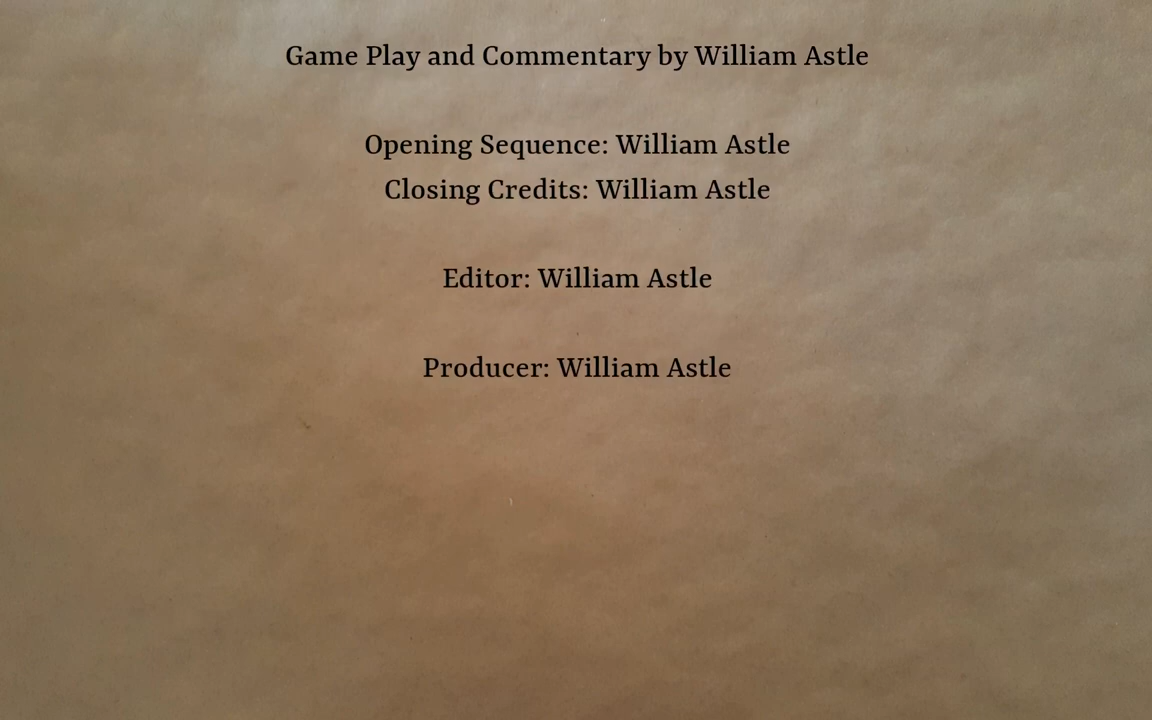 Game Play and Commentary by William Astle
Opening Sequence: William Astle
Closing Credits: William Astle
Editor: William Astle
Producer: William Astle